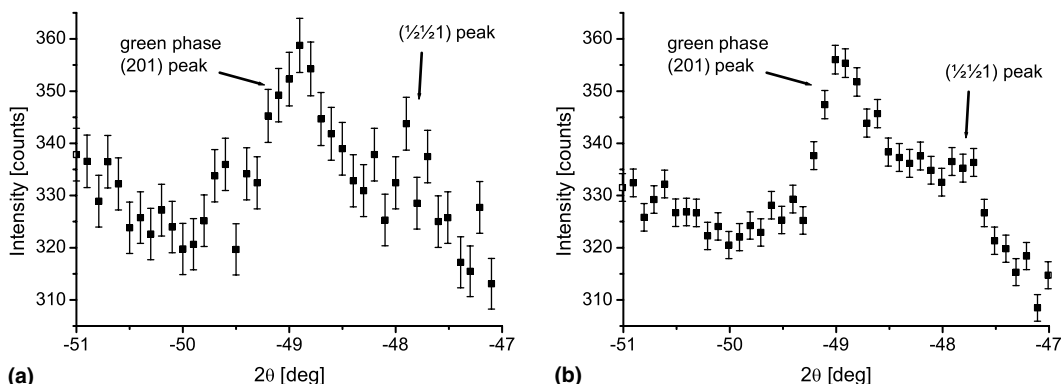 360
350
340
330
320
310
Intensity [counts]
green phase
(201) peak
(½½1) peak
-51
-50
-49
-48
-47
2θ [deg]
(a)
360
350
340
330
320
310
Intensity [counts]
green phase
(201) peak
(½½1) peak
-51
-50
-49
-48
-47
2θ [deg]
(b)